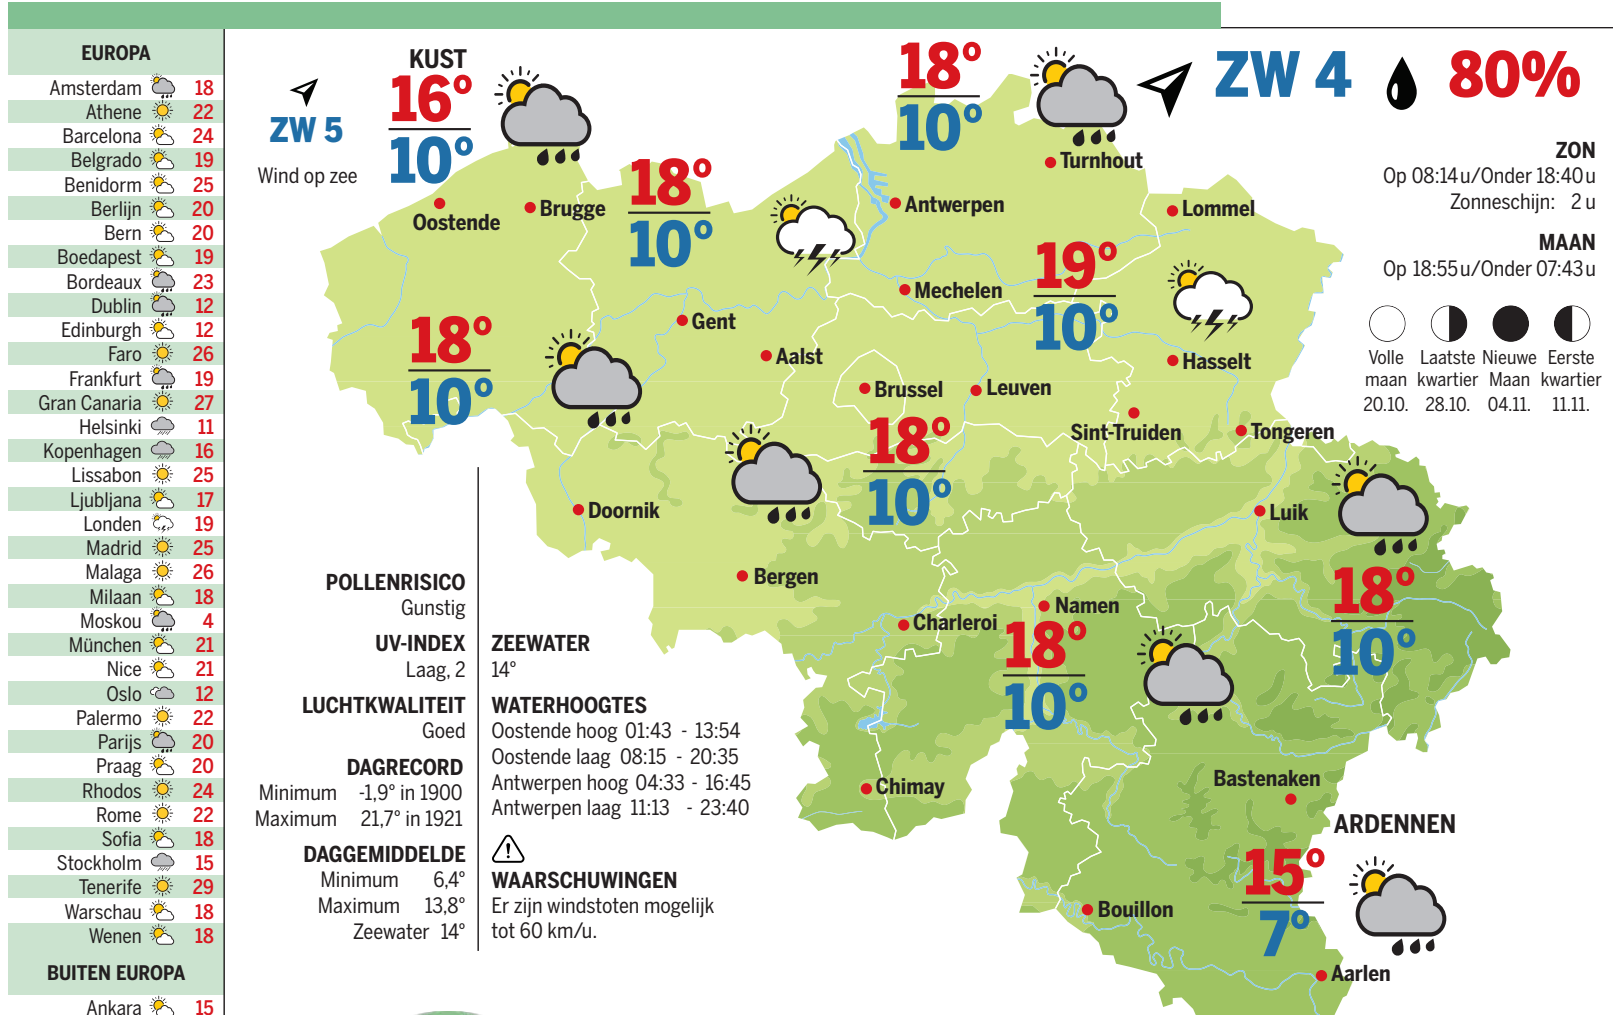 EUROPA
Amsterdam 18
Athene 22
Barcelona 24
Belgrado 19
Benidorm 25
Berlijn 20
Bern 20
Boedapest 19
Bordeaux 23
Dublin 12
Edinburgh 12
Faro 26
Frankfurt 19
Gran Canaria 27
Helsinki 11
Kopenhagen 16
Lissabon 25
Ljubljana 17
Londen 19
Madrid 25
Malaga 26
Milaan 18
Moskou 4
München 21
Nice 21
Oslo 12
Palermo 22
Parijs 20
Praag 20
Rhodos 24
Rome 22
Sofia 18
Stockholm 15
Tenerife 29
Warschau 18
Wenen 18
BUITEN EUROPA
Ankara 15
ZW 5
Wind op zee
KUST
16°
10°
Oostende
Brugge
18°
10°
18°
10°
Turnhout
Antwerpen
Lommel
Mechelen
19°
10°
Gent
Aalst
18°
10°
Brussel
Leuven
Hasselt
Sint-Truiden
Tongeren
18°
10°
Doornik
Luik
Bergen
18°
10°
Namen
Charleroi
18°
10°
Chimay
Bastenaken
ARDENNEN
15°
7°
Bouillon
Aarlen
ZW 4
80%
ZON
Op 08:14 u/Onder 18:40 u
Zonneschijn: 2 u
MAAN
Op 18:55 u/Onder 07:43 u
Volle maan 20.10.
Laatste kwartier 28.10.
Nieuwe Maan 04.11.
Eerste kwartier 11.11.
POLLENRISICO
Gunstig
UV-INDEX
Laag, 2
LUCHTKWALITEIT
Goed
DAGRECORD
Minimum -1,9° in 1900
Maximum 21,7° in 1921
DAGGEMIDDELDE
Minimum 6,4°
Maximum 13,8°
Zeewater 14°
ZEEWATER
14°
WATERHOOGTES
Oostende hoog 01:43 - 13:54
Oostende laag 08:15 - 20:35
Antwerpen hoog 04:33 - 16:45
Antwerpen laag 11:13 - 23:40
WAARSCHUWINGEN
Er zijn windstoten mogelijk
tot 60 km/u.